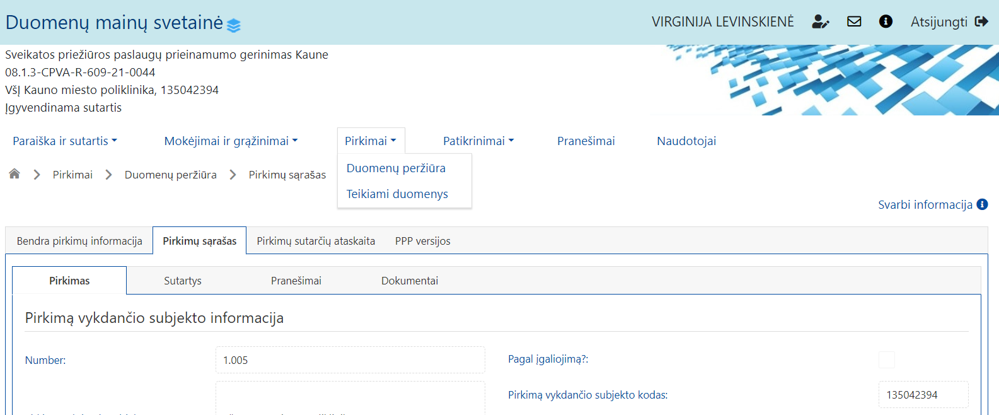 Duomenų mainų svetainė
VIRGINIJA LEVINSKIENĖ Atsijungti
Sveikatos priežiūros paslaugų prieinamumo gerinimas Kaune
08.1.3-CPVA-R-609-21-0044
VšĮ Kauno miesto poliklinika, 135042394
Įgyvendinama sutartis
Paraiška ir sutartis Mokėjimai ir grąžinimai Pirkimai Patikrinimai Pranešimai Naudotojai
Duomenų peržiūra
Teikiami duomenys
Pirkimai Duomenų peržiūra Pirkimų sąrašas
Svarbi informacija
Bendra pirkimų informacija Pirkimų sąrašas Pirkimų sutarčių ataskaita PPP versijos
Pirkimas Sutartys Pranešimai Dokumentai
Pirkimą vykdančio subjekto informacija
Number: 1.005 Pagal įgaliojimą?:
Pirkimą vykdančio subjekto kodas: 135042394